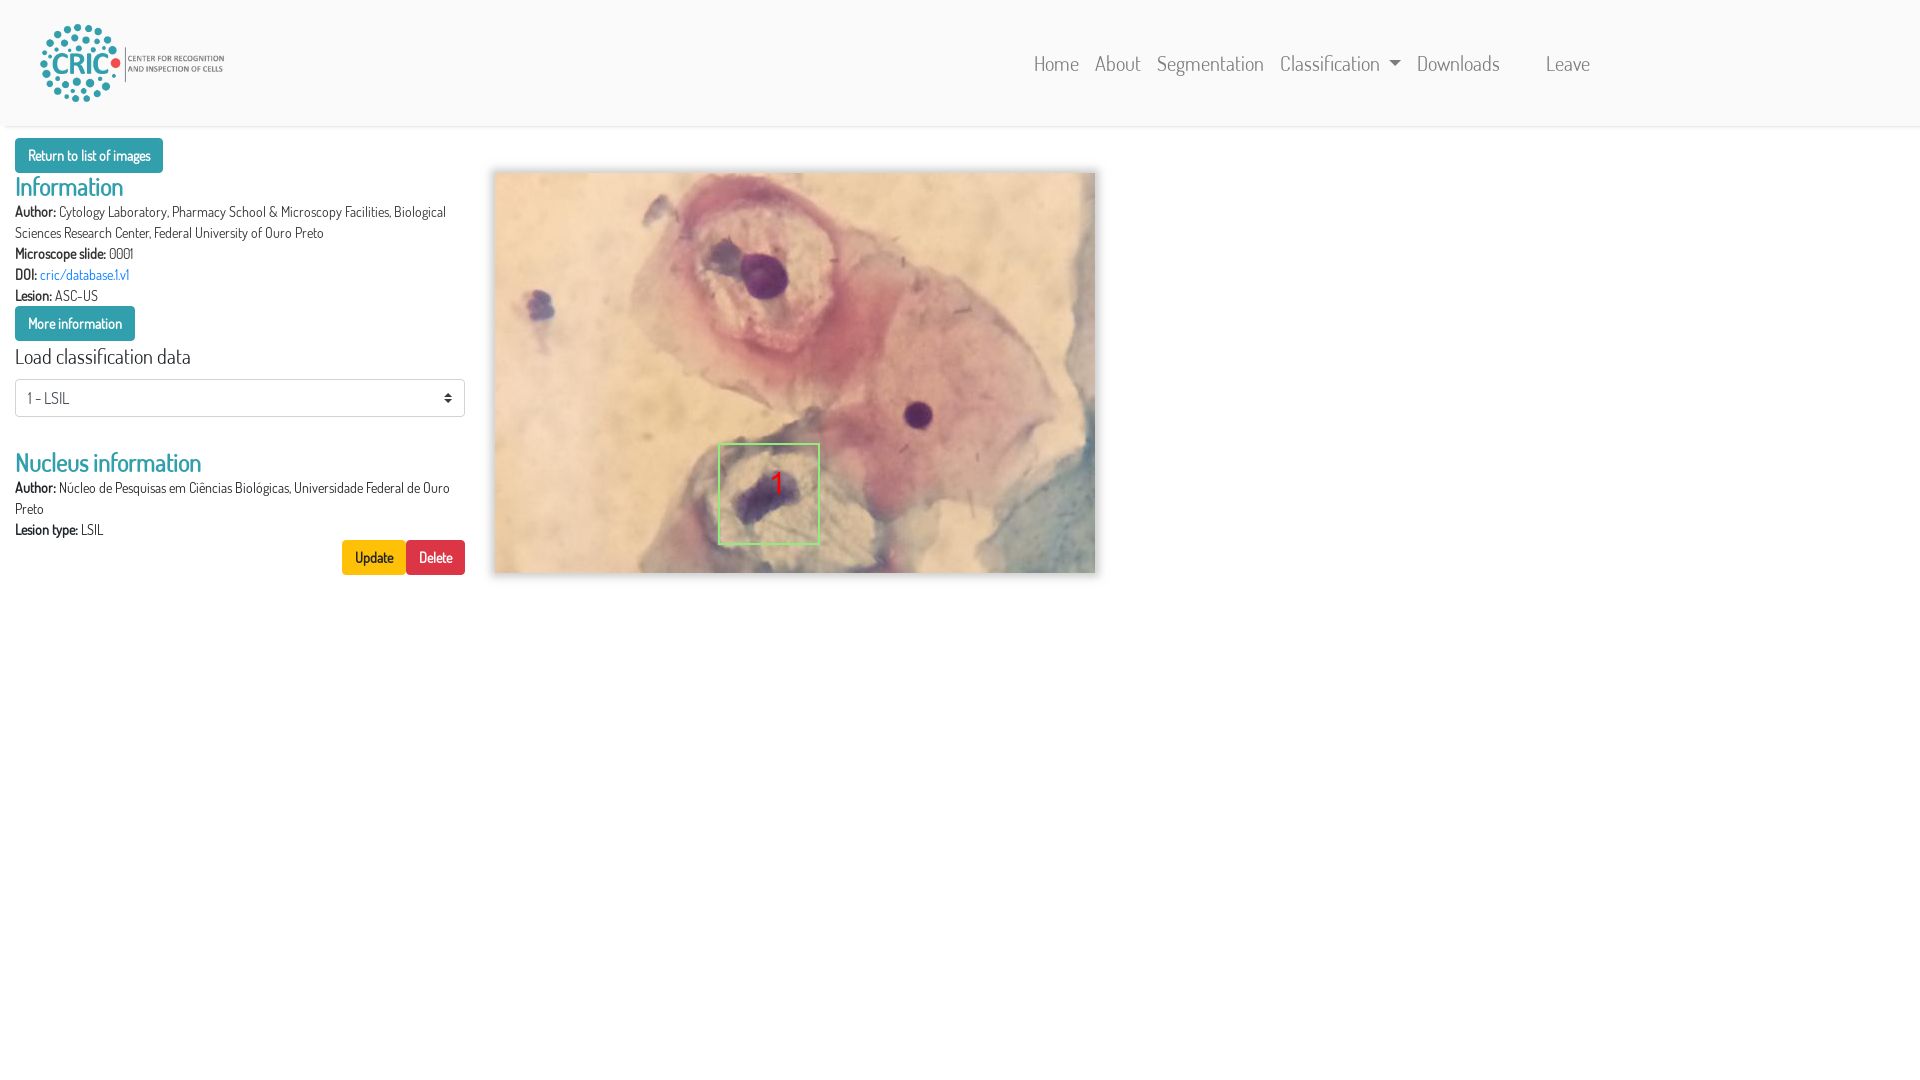 CRIC
CENTER FOR RECOGNITION
AND INSPECTION OF CELLS
Home About Segmentation Classification Downloads Leave
Return to list of images
Information
Author: Cytology Laboratory, Pharmacy School & Microscopy Facilities, Biological
Sciences Research Center, Federal University of Ouro Preto
Microscope slide: 0001
DOI: cric/database.1.v1
Lesion: ASC-US
More information
Load classification data
1 - LSIL
Nucleus information
Author: Núcleo de Pesquisas em Ciências Biológicas, Universidade Federal de Ouro
Preto
Lesion type: LSIL
Update Delete
1